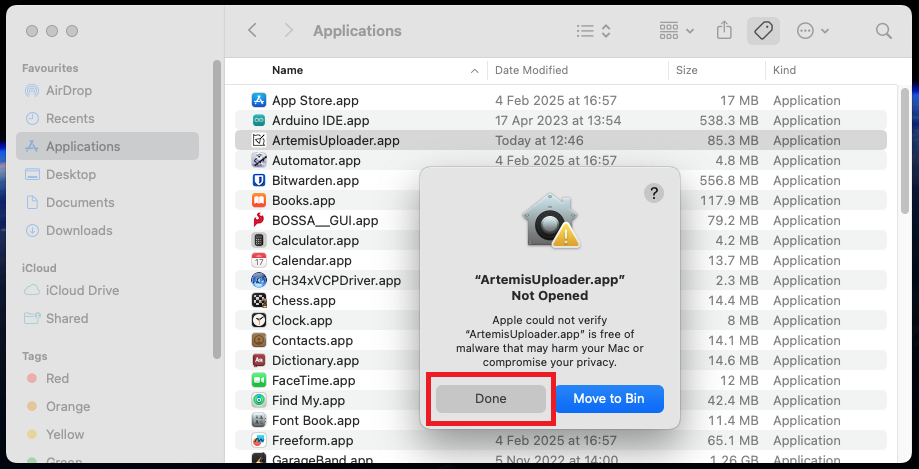 Applications
Favourites
AirDrop
Recents
Applications
Desktop
Documents
Downloads
iCloud
iCloud Drive
Shared
Tags
Red
Orange
Yellow
Green
Name Date Modified Size Kind
App Store.app 4 Feb 2025 at 16:57 17 MB Application
Arduino IDE.app 17 Apr 2023 at 13:54 538.3 MB Application
ArtemisUploader.app Today at 12:46 85.3 MB Application
Automator.app 4 Feb 2025 at 16:57 4.8 MB Application
Bitwarden.app 556.8 MB Application
Books.app 117.9 MB Application
BOSSA__GUI.app 79.2 MB Application
Calculator.app 4.2 MB Application
17
Calendar.app 13.7 MB Application
CH34xVCPDriver.app 2.3 MB Application
Chess.app 14.4 MB Application
Clock.app 8 MB Application
Contacts.app 14.1 MB Application
Dictionary.app 14.6 MB Application
FaceTime.app 12 MB Application
Find My.app 42.4 MB Application
Font Book.app 14.4 MB Application
Freeform.app 4 Feb 2025 at 16:57 65.1 MB Application
GarageBand.app 5 Nov 2022 at 14:00 1.26 GB Application
?
“ArtemisUploader.app”
Not Opened
Apple could not verify
“ArtemisUploader.app” is free of
malware that may harm your Mac or
compromise your privacy.
Done
Move to Bin